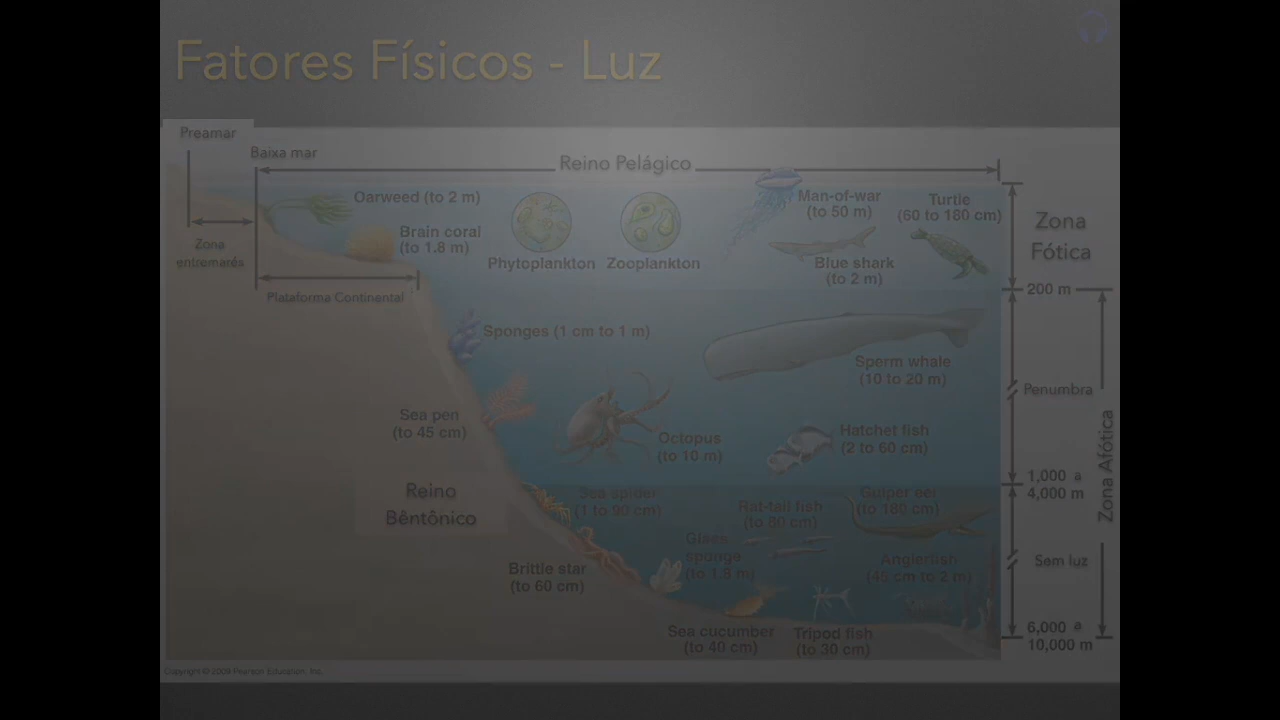 Fatores Físicos - Luz
Preamar
Baixa mar
Reino Pelágico
Oarweed (to 2 m)
Man-of-war
(to 50 m)
Turtle
(60 to 180 cm)
Zona
Fótica
Brain coral
(to 1.8 m)
Zona
entremarés
Phytoplankton
Zooplankton
Blue shark
(to 2 m)
Plataforma Continental
200 m
Sponges (1 cm to 1 m)
Sperm whale
(10 to 20 m)
Penumbra
Sea pen
(to 45 cm)
Octopus
(to 10 m)
Hatchet fish
(2 to 60 cm)
Zona Afótica
1,000 a
4,000 m
Reino
Bêntônico
Sea spider
(1 to 90 cm)
Rat-tail fish
(to 80 cm)
Gulper eel
(to 180 cm)
Glass
sponge
(to 1.8 m)
Brittle star
(to 60 cm)
Anglerfish
(45 cm to 2 m)
Sem luz
Sea cucumber
(to 40 cm)
Tripod fish
(to 30 cm)
6,000 a
10,000 m
Copyright © 2009 Pearson Education, Inc.